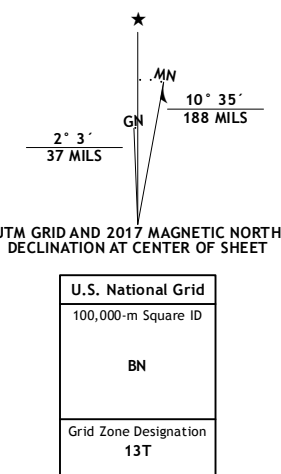 ★
MN
GN
10° 35´
188 MILS
2° 3´
37 MILS
UTM GRID AND 2017 MAGNETIC NORTH
DECLINATION AT CENTER OF SHEET
U.S. National Grid
100,000-m Square ID
BN
Grid Zone Designation
13T